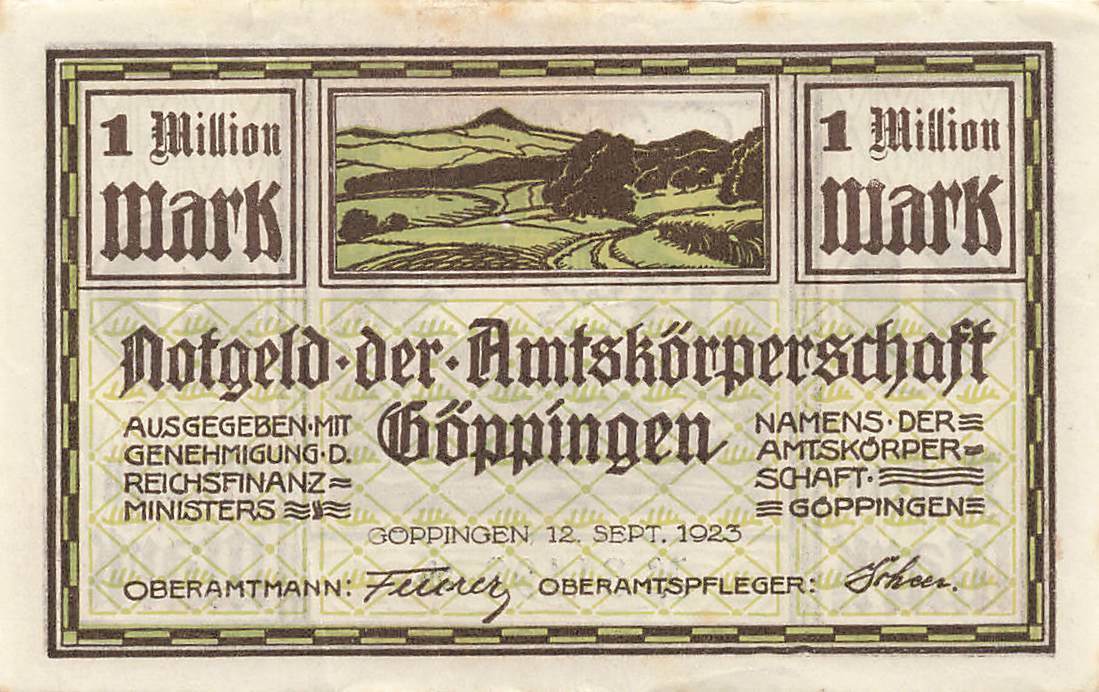 1 Million
Mark
1 Million
Mark
Notgeld·der·Amtskörperschaft
Göppingen
AUSGEGEBEN·MIT
GENEHMIGUNG·D.
REICHSFINANZ=
MINISTERS
NAMENS·DER
AMTSKÖRPER=
SCHAFT·
GÖPPINGEN
GÖPPINGEN, 12. SEPT. 1923
OBERAMTMANN: OBERAMTSPFLEGER: